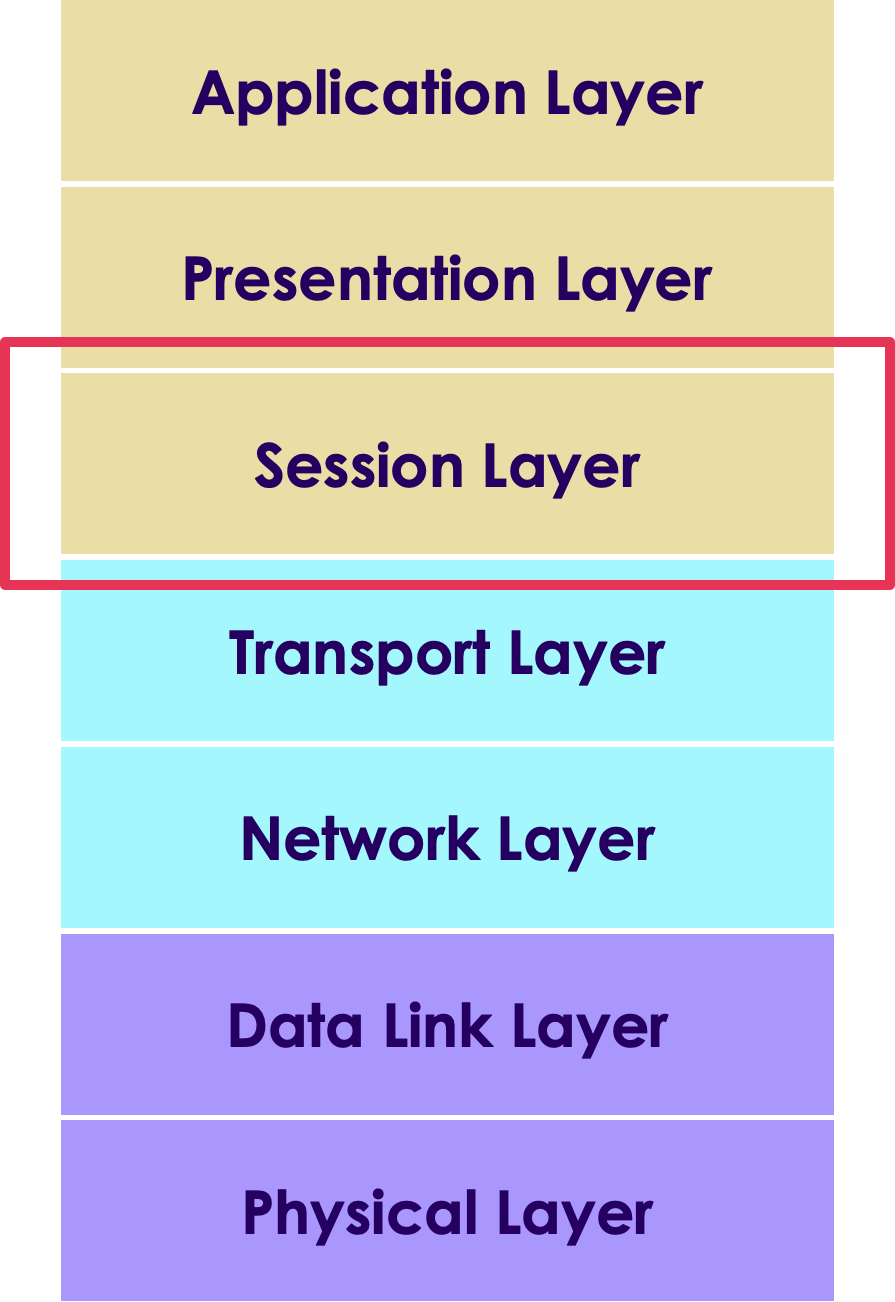 Application Layer
Presentation Layer
Session Layer
Transport Layer
Network Layer
Data Link Layer
Physical Layer